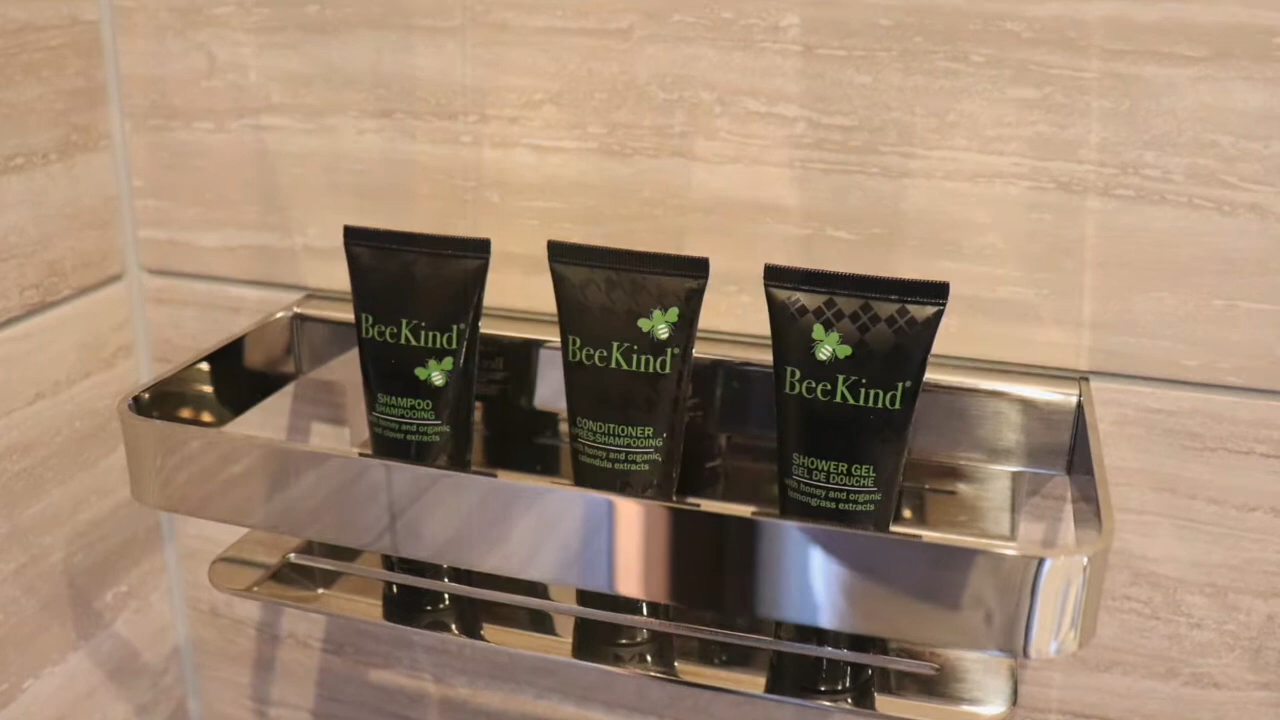 BeeKind®
SHAMPOO
SHAMPOOING
honey and organic
clover extracts
BeeKind®
CONDITIONER
APRÈS-SHAMPOOING
honey and organic
calendula extracts
BeeKind®
SHOWER GEL
GEL DE DOUCHE
with honey and organic
lemongrass extracts